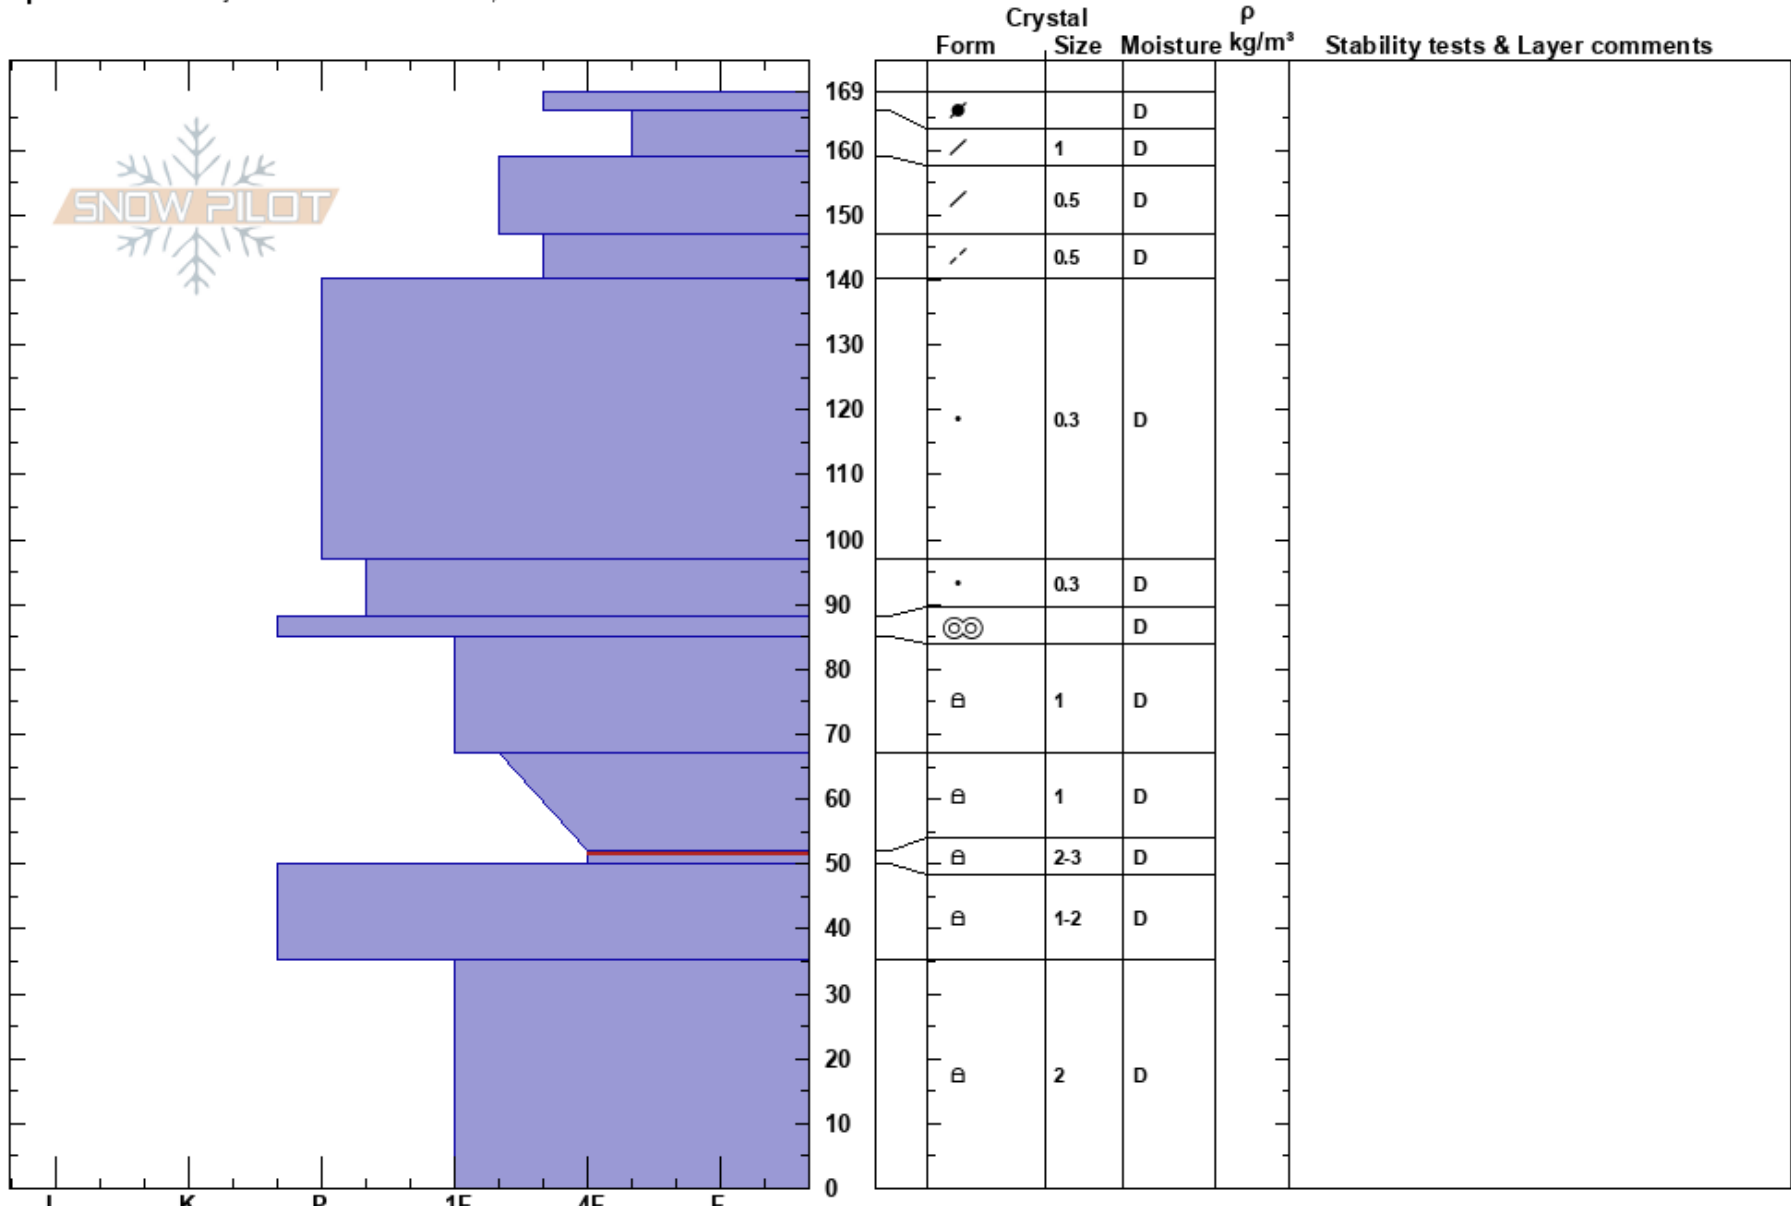 Crystal ρ
Form Size Moisture kg/m³ Stability tests & Layer comments
169
D
SNOW PILOT
160 1 D
0.5 D
150
0.5 D
140
130
120 0.3 D
110
100
0.3 D
90
D
80
1 D
70
60 1 D
50 2-3 D
40 1-2 D
30
20
2 D
10
0
I K P 1F 4F F